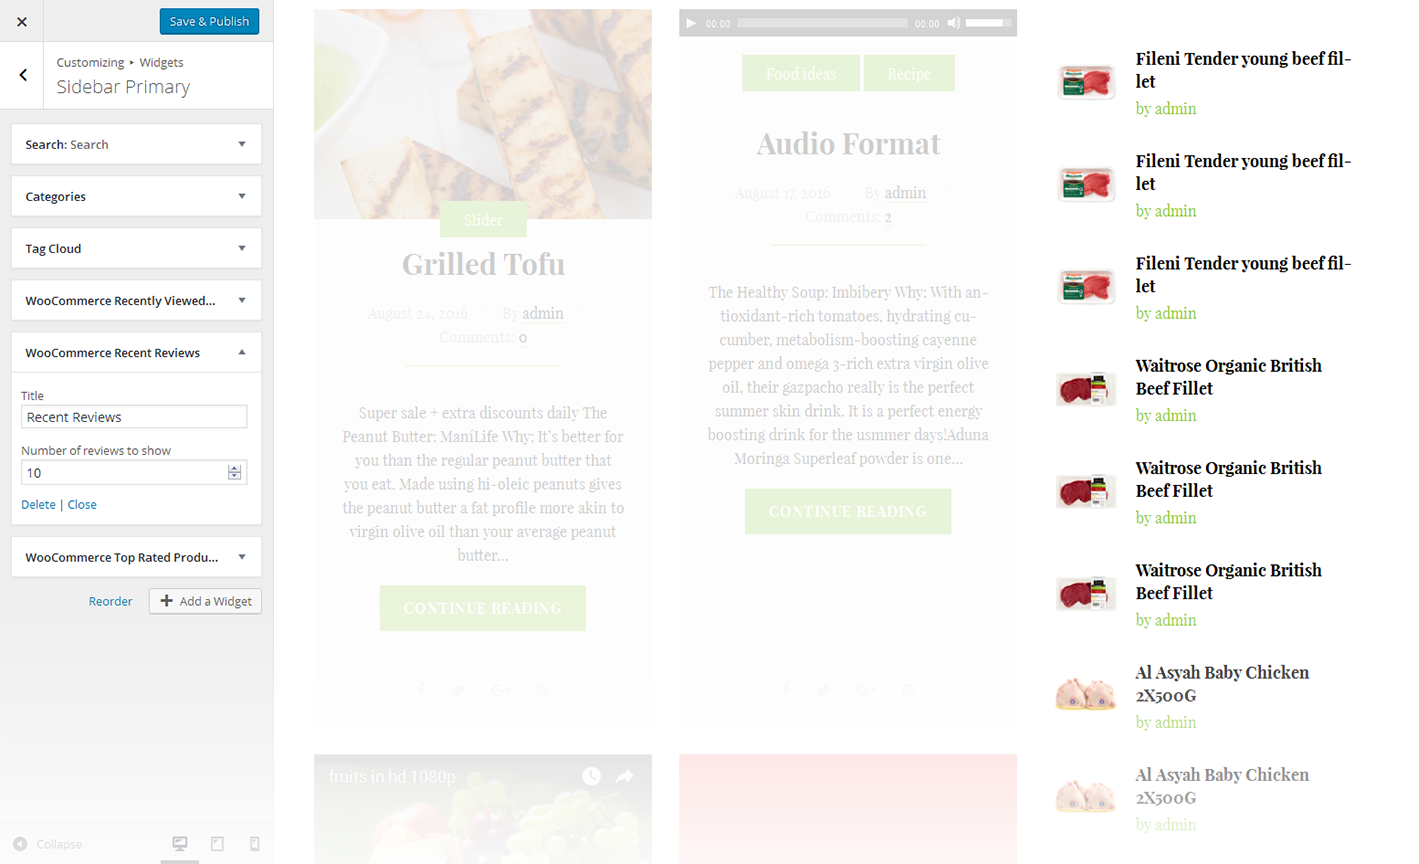 Save & Publish
Customizing ▸ Widgets
Sidebar Primary
Search: Search
Categories
Tag Cloud
WooCommerce Recently Viewed...
WooCommerce Recent Reviews
Title
Recent Reviews
Number of reviews to show
10
Delete | Close
WooCommerce Top Rated Produ...
Reorder
Add a Widget
Collapse
Slider
Grilled Tofu
August 24, 2016 By admin
Comments: 0
Super sale + extra discounts daily The
Peanut Butter: ManiLife Why: It's better for
you than the regular peanut butter that
you eat. Made using hi-oleic peanuts gives
the peanut butter a fat profile more akin to
virgin olive oil than your average peanut
butter...
CONTINUE READING
fruits in hd 1080p
00:00
00:00
Food ideas
Recipe
Audio Format
August 17, 2016 By admin
Comments: 2
The Healthy Soup: Imbibery Why: With an-
tioxidant-rich tomatoes, hydrating cu-
cumber, metabolism-boosting cayenne
pepper and omega 3-rich extra virgin olive
oil, their gazpacho really is the perfect
summer skin drink. It is a perfect energy
boosting drink for the usmmer days!Aduna
Moringa Superleaf powder is one...
CONTINUE READING
Fileni Tender young beef fil-
let
by admin
Fileni Tender young beef fil-
let
by admin
Fileni Tender young beef fil-
let
by admin
Waitrose Organic British
Beef Fillet
by admin
Waitrose Organic British
Beef Fillet
by admin
Waitrose Organic British
Beef Fillet
by admin
Al Asyah Baby Chicken
2X500G
by admin
Al Asyah Baby Chicken
2X500G
by admin